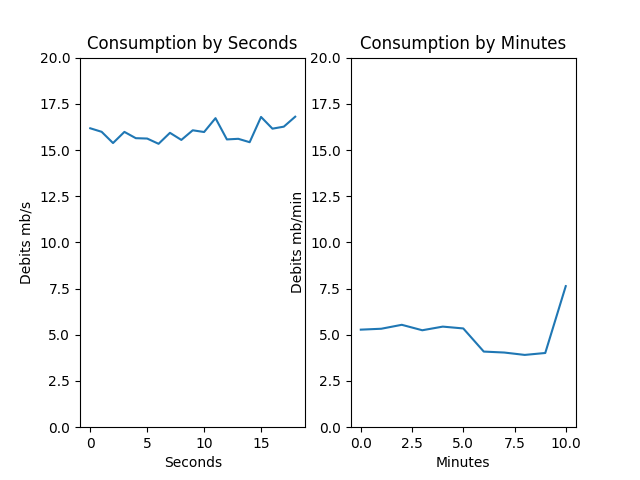 Consumption by Seconds
20.0
17.5
15.0
12.5
10.0
7.5
5.0
2.5
0.0
Debits mb/s
0 5 10 15
Seconds
Consumption by Minutes
20.0
17.5
15.0
12.5
10.0
7.5
5.0
2.5
0.0
Debits mb/min
0.0 2.5 5.0 7.5 10.0
Minutes